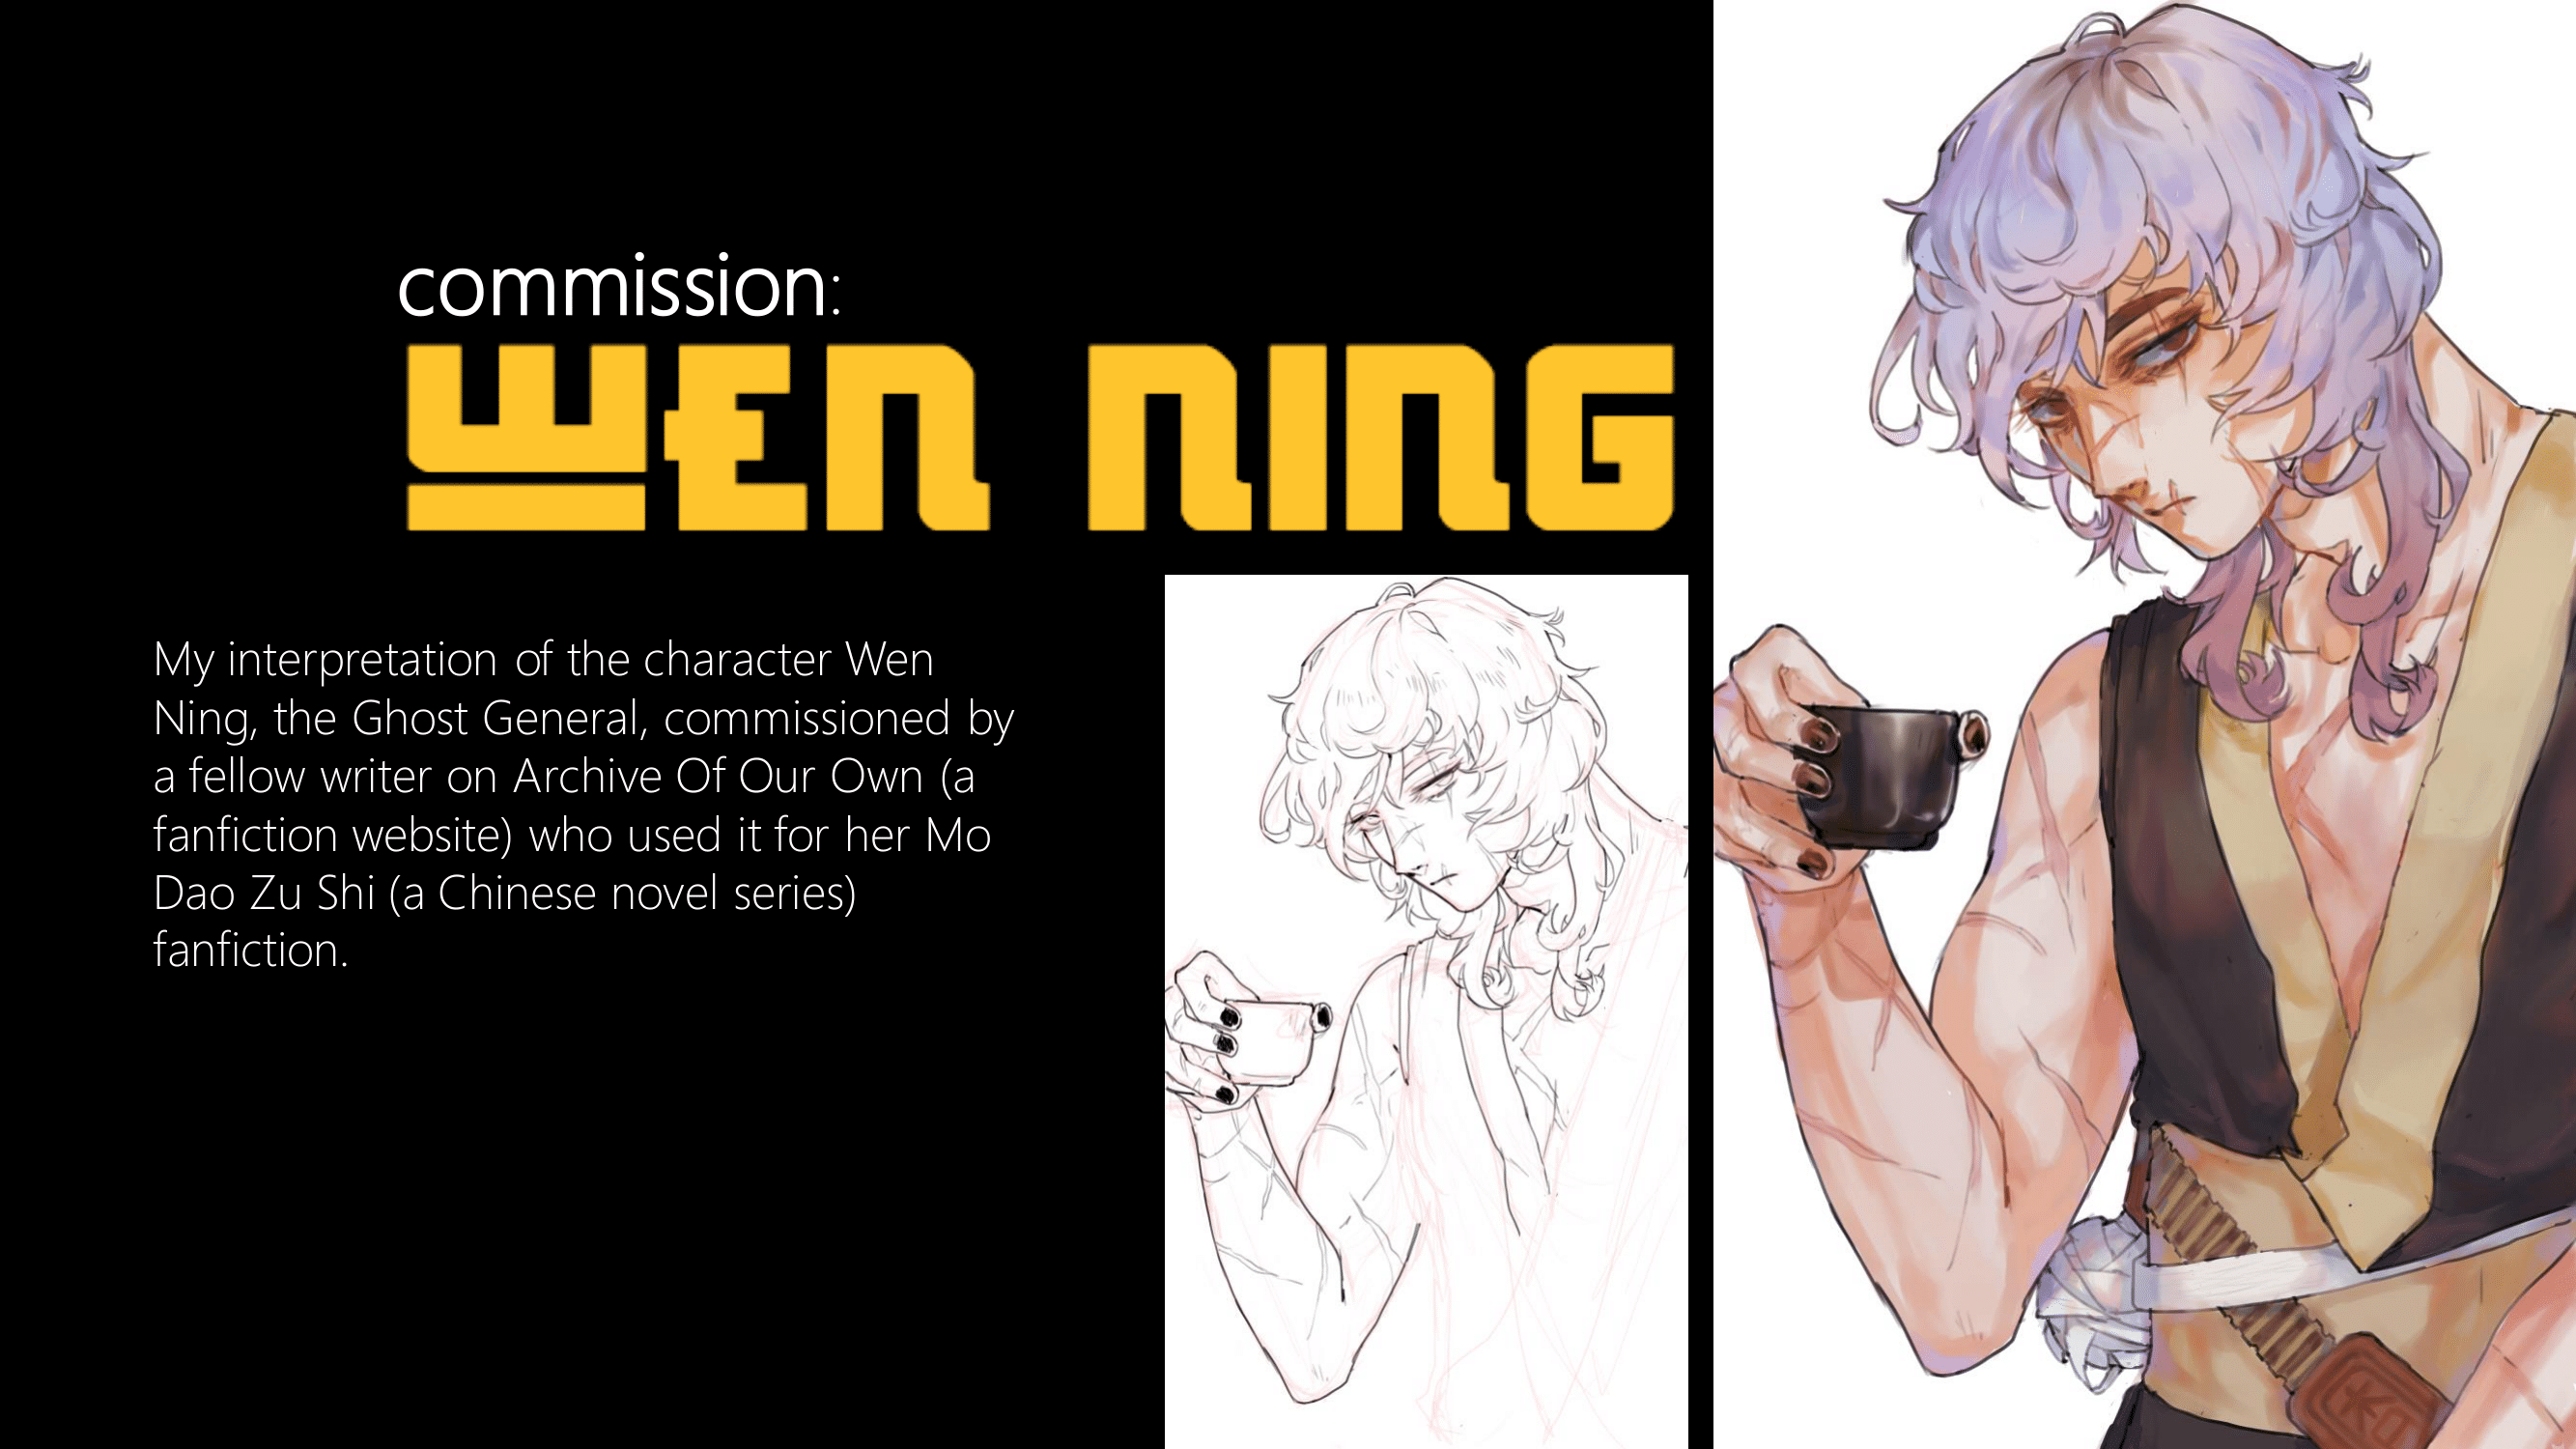 commission:
WEN NING
My interpretation of the character Wen
Ning, the Ghost General, commissioned by
a fellow writer on Archive Of Our Own (a
fanfiction website) who used it for her Mo
Dao Zu Shi (a Chinese novel series)
fanfiction.